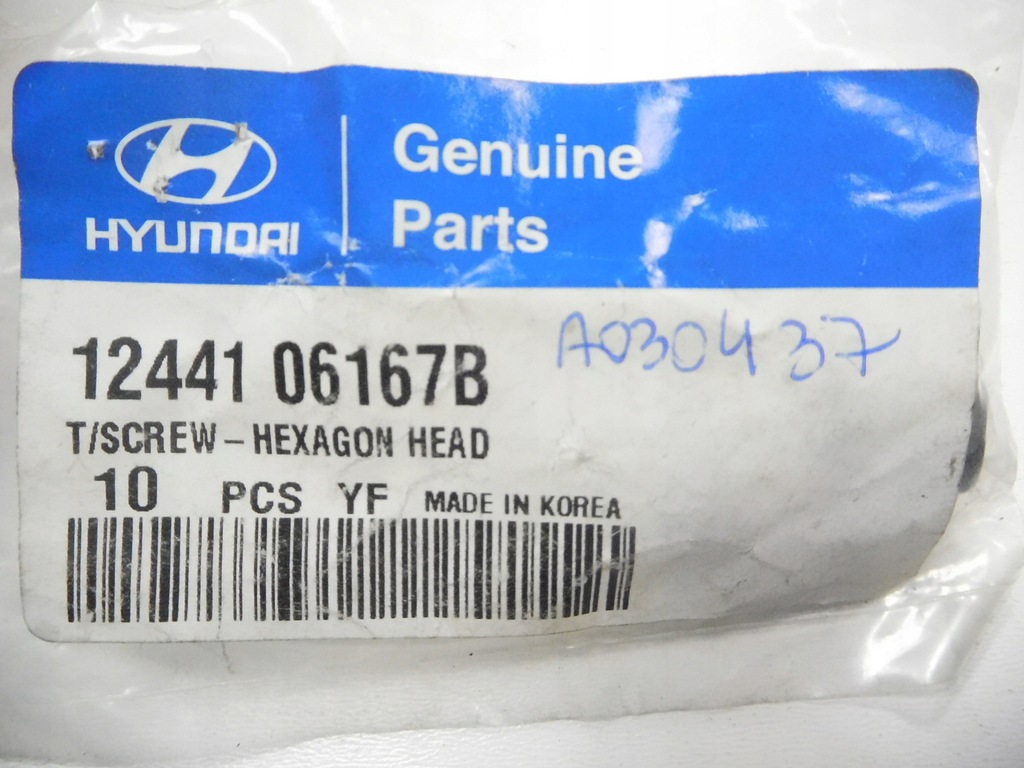 HYUNDAI
Genuine
Parts
12441 06167B
A030437
T/SCREW - HEXAGON HEAD
10 PCS YF MADE IN KOREA